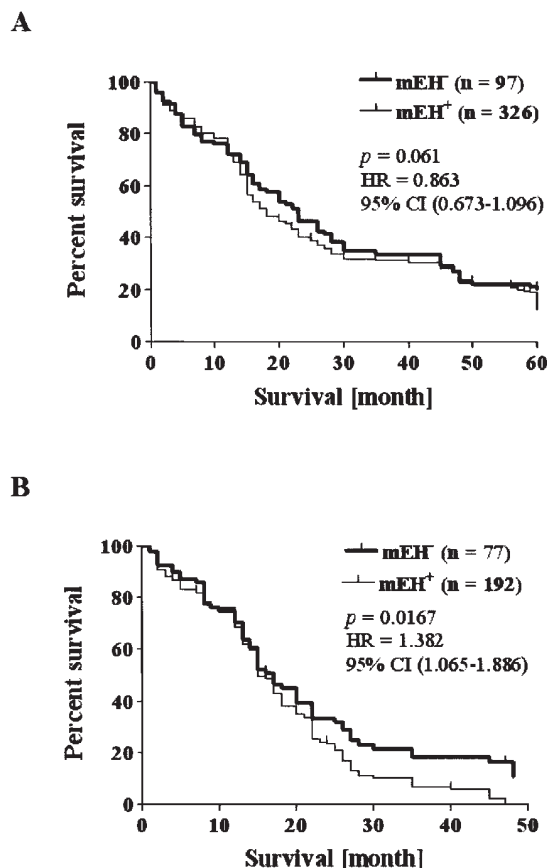 A
mEH⁻ (n = 97)
mEH⁺ (n = 326)
p = 0.061
HR = 0.863
95% CI (0.673-1.096)
Percent survival
100
80
60
40
20
0
0 10 20 30 40 50 60
Survival [month]
B
mEH⁻ (n = 77)
mEH⁺ (n = 192)
p = 0.0167
HR = 1.382
95% CI (1.065-1.886)
Percent survival
100
80
60
40
20
0
0 10 20 30 40 50
Survival [month]